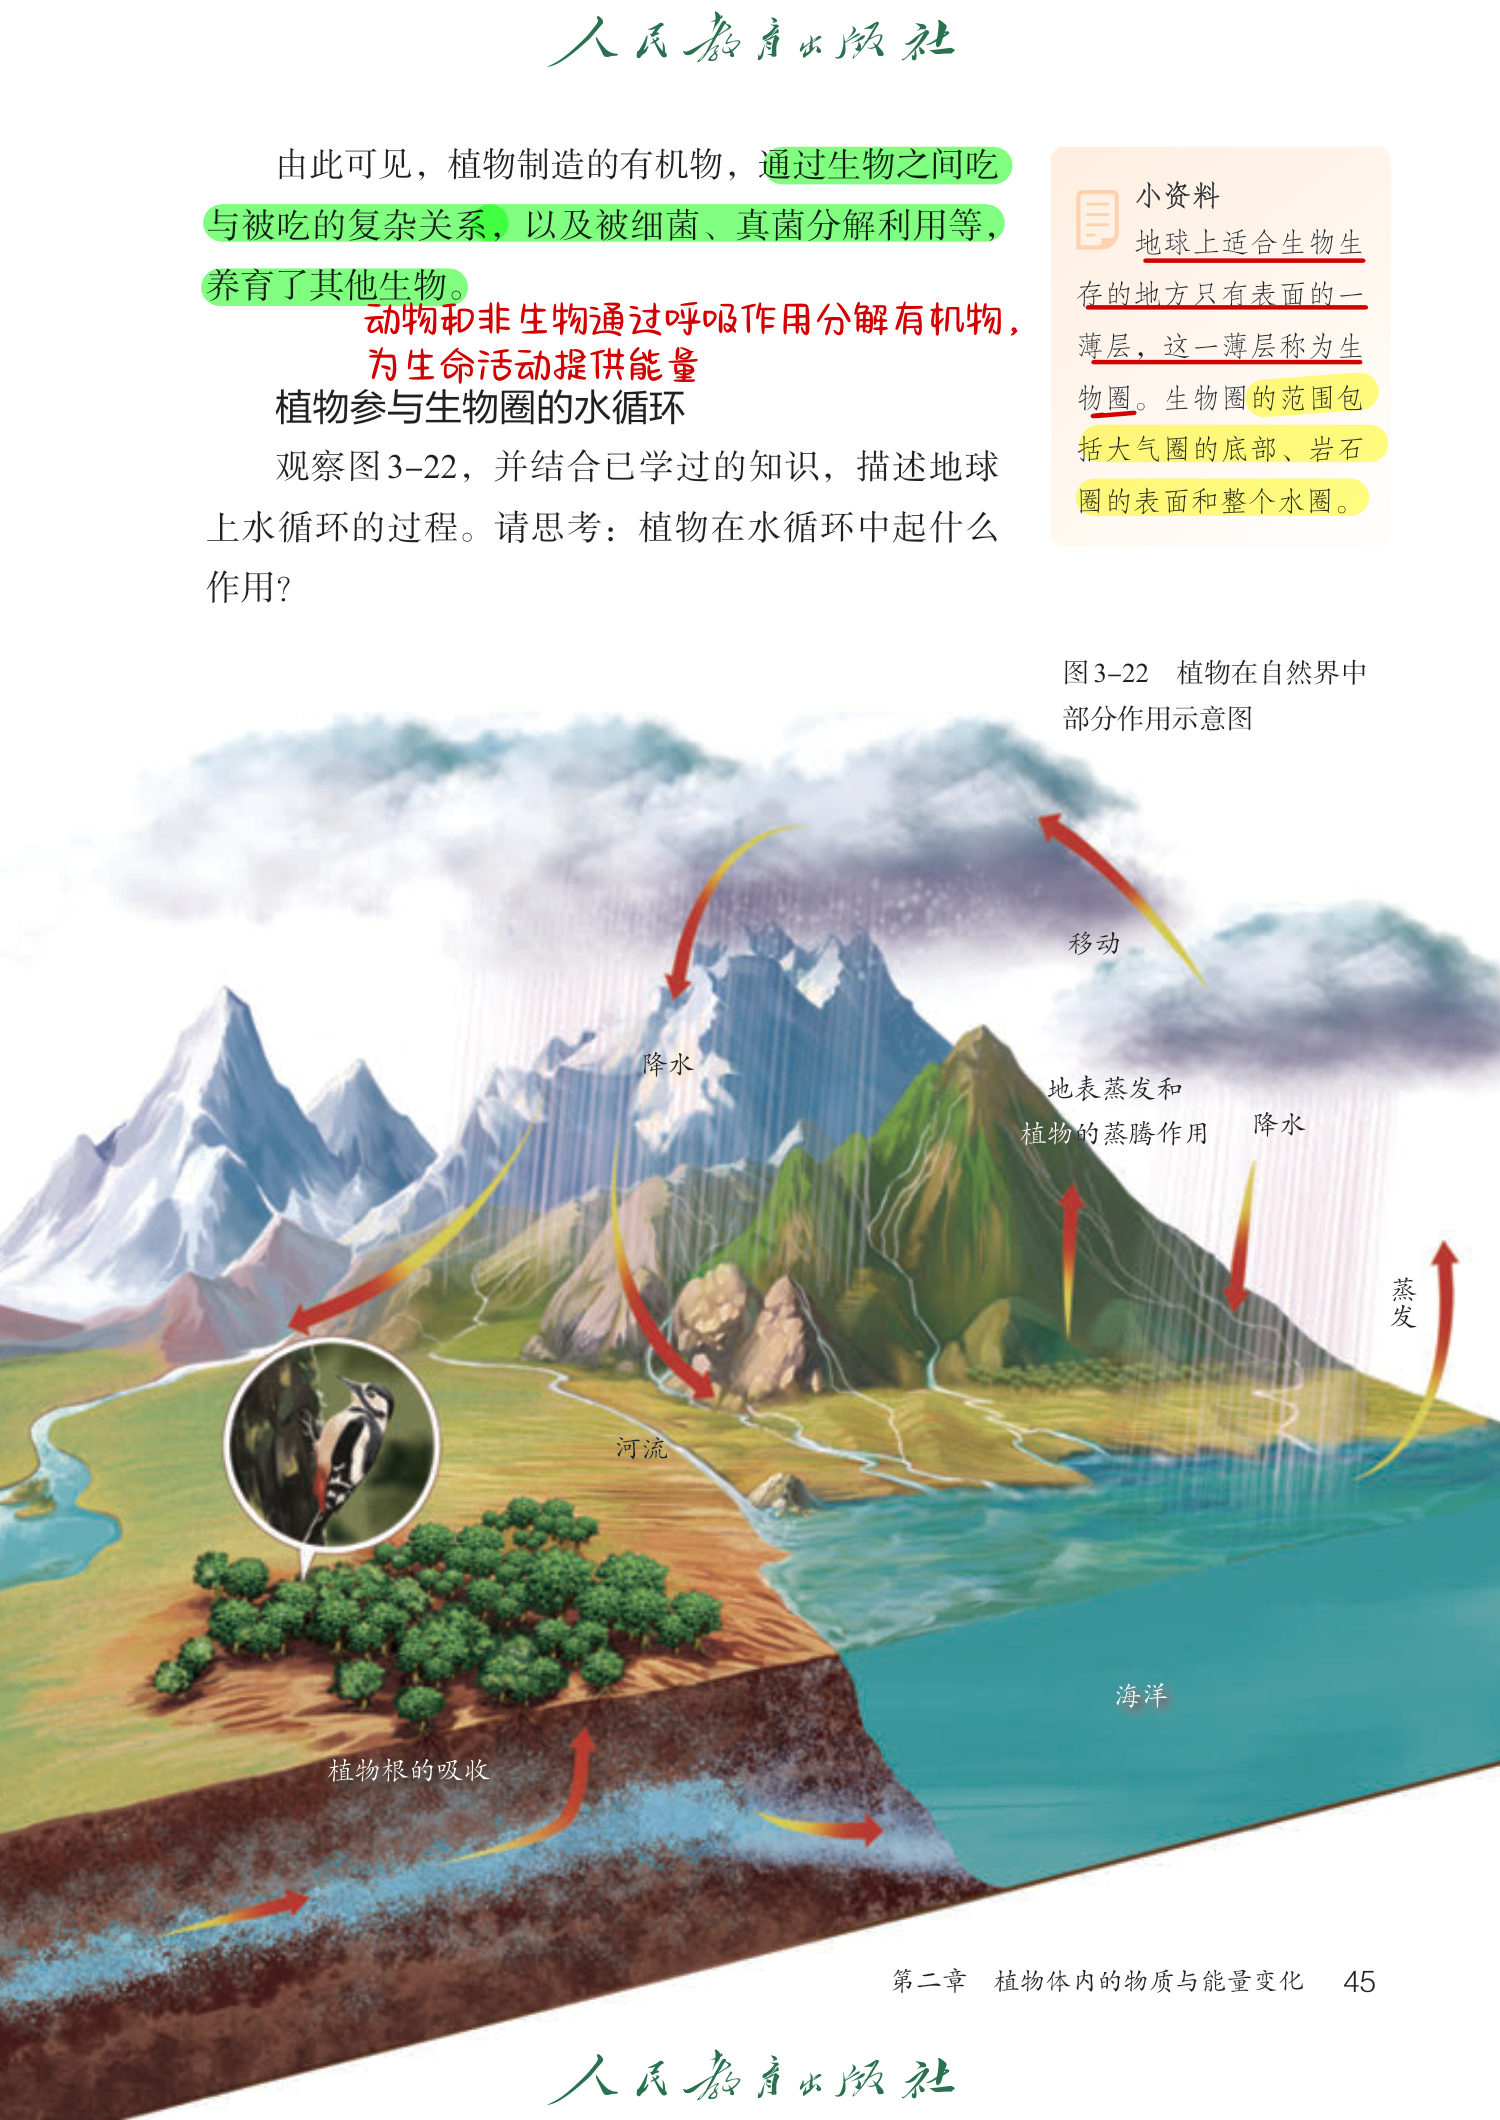 人民教育出版社
由此可见，植物制造的有机物，通过生物之间吃
与被吃的复杂关系，以及被细菌、真菌分解利用等，
养育了其他生物。
动物和非生物通过呼吸作用分解有机物，
为生命活动提供能量
植物参与生物圈的水循环
观察图3-22，并结合已学过的知识，描述地球
上水循环的过程。请思考：植物在水循环中起什么
作用？
小资料
地球上适合生物生
存的地方只有表面的一
薄层，这一薄层称为生
物圈。生物圈的范围包
括大气圈的底部、岩石
圈的表面和整个水圈。
图3-22 植物在自然界中
部分作用示意图
移动
降水
地表蒸发和
植物的蒸腾作用
降水
蒸发
河流
海洋
植物根的吸收
第二章 植物体内的物质与能量变化 45
人民教育出版社